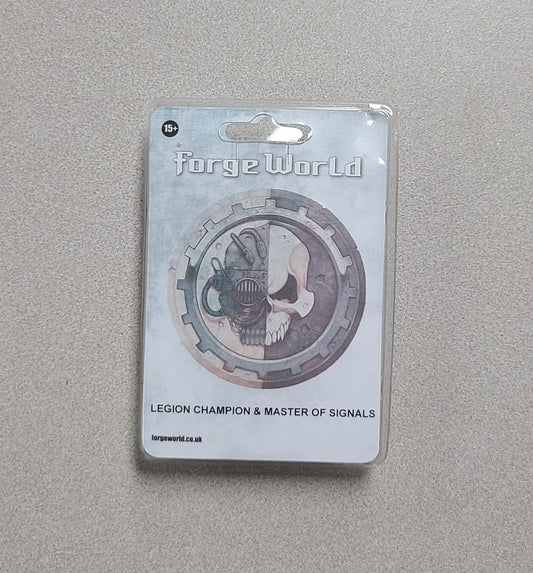 15+
Forge World
LEGION CHAMPION & MASTER OF SIGNALS
forgeworld.co.uk